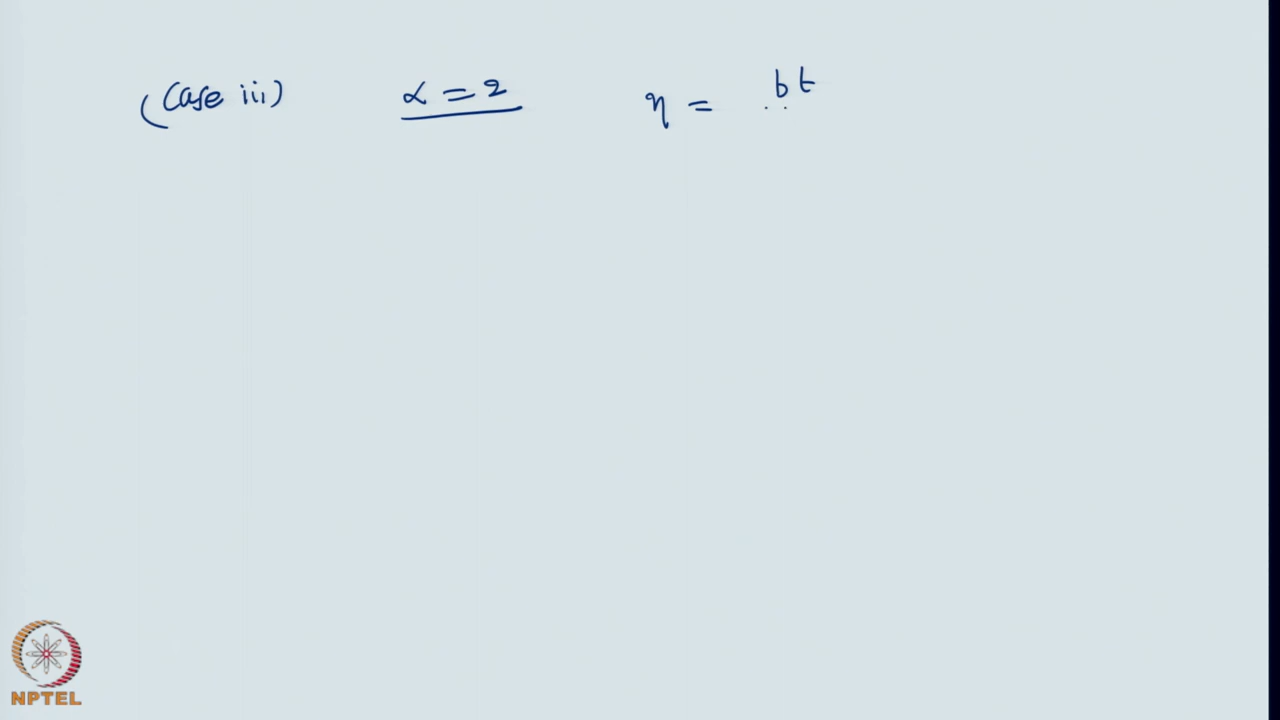 (Case iii) α = 2 η = bt
NPTEL